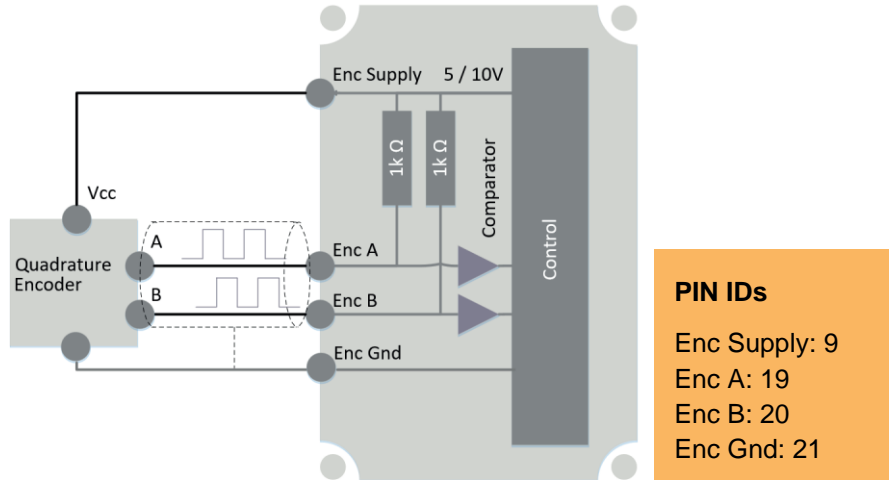 Enc Supply
5 / 10V
1k Ω
1k Ω
Comparator
Control
Vcc
A
Enc A
Quadrature
Encoder
B
Enc B
Enc Gnd
PIN IDs
Enc Supply: 9
Enc A: 19
Enc B: 20
Enc Gnd: 21